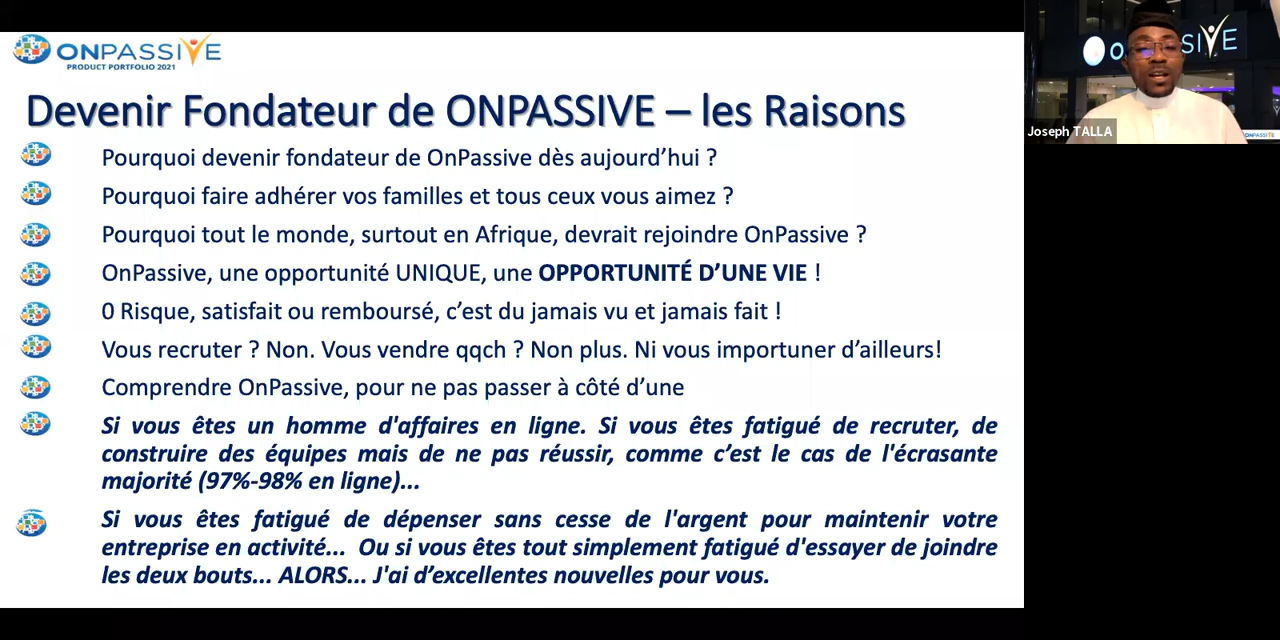 ONPASSIVE
PRODUCT PORTFOLIO 2021
Devenir Fondateur de ONPASSIVE – les Raisons
Pourquoi devenir fondateur de OnPassive dès aujourd’hui ?
Pourquoi faire adhérer vos familles et tous ceux vous aimez ?
Pourquoi tout le monde, surtout en Afrique, devrait rejoindre OnPassive ?
OnPassive, une opportunité UNIQUE, une OPPORTUNITÉ D’UNE VIE !
0 Risque, satisfait ou remboursé, c’est du jamais vu et jamais fait !
Vous recruter ? Non. Vous vendre qqch ? Non plus. Ni vous importuner d’ailleurs!
Comprendre OnPassive, pour ne pas passer à côté d’une
Si vous êtes un homme d'affaires en ligne. Si vous êtes fatigué de recruter, de
construire des équipes mais de ne pas réussir, comme c’est le cas de l'écrasante
majorité (97%-98% en ligne)...
Si vous êtes fatigué de dépenser sans cesse de l'argent pour maintenir votre
entreprise en activité... Ou si vous êtes tout simplement fatigué d'essayer de joindre
les deux bouts... ALORS... J'ai d’excellentes nouvelles pour vous.
O SIVE
Joseph TALLA